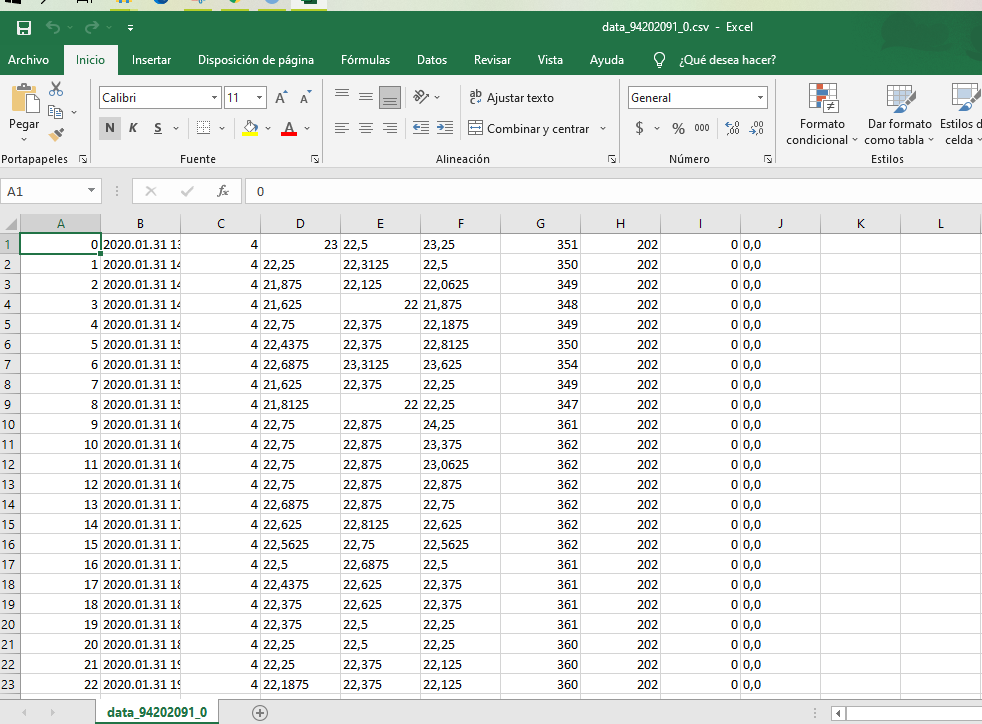 data_94202091_0.csv - Excel
Archivo Inicio Insertar Disposición de página Fórmulas Datos Revisar Vista Ayuda ¿Qué desea hacer?
Calibri 11 Ajustar texto General
Pegar N K S A Combinar y centrar $ % 000 Formato condicional Dar formato como tabla Estilos d celda
Portapapeles Fuente Alineación Número Estilos
A1 fx 0
A B C D E F G H I J K L
1 0 2020.01.31 13 4 23 22,5 23,25 351 202 0 0,0
2 1 2020.01.31 14 4 22,25 22,3125 22,5 350 202 0 0,0
3 2 2020.01.31 14 4 21,875 22,125 22,0625 349 202 0 0,0
4 3 2020.01.31 14 4 21,625 22 21,875 348 202 0 0,0
5 4 2020.01.31 14 4 22,75 22,375 22,1875 349 202 0 0,0
6 5 2020.01.31 15 4 22,4375 22,375 22,8125 350 202 0 0,0
7 6 2020.01.31 15 4 22,6875 23,3125 23,625 354 202 0 0,0
8 7 2020.01.31 15 4 21,625 22,375 22,25 349 202 0 0,0
9 8 2020.01.31 15 4 21,8125 22 22,25 347 202 0 0,0
10 9 2020.01.31 16 4 22,75 22,875 24,25 361 202 0 0,0
11 10 2020.01.31 16 4 22,75 22,875 23,375 362 202 0 0,0
12 11 2020.01.31 16 4 22,75 22,875 23,0625 362 202 0 0,0
13 12 2020.01.31 16 4 22,75 22,875 22,875 362 202 0 0,0
14 13 2020.01.31 17 4 22,6875 22,875 22,75 362 202 0 0,0
15 14 2020.01.31 17 4 22,625 22,8125 22,625 362 202 0 0,0
16 15 2020.01.31 17 4 22,5625 22,75 22,5625 362 202 0 0,0
17 16 2020.01.31 17 4 22,5 22,6875 22,5 361 202 0 0,0
18 17 2020.01.31 18 4 22,4375 22,625 22,375 361 202 0 0,0
19 18 2020.01.31 18 4 22,375 22,625 22,375 361 202 0 0,0
20 19 2020.01.31 18 4 22,375 22,5 22,25 361 202 0 0,0
21 20 2020.01.31 18 4 22,25 22,5 22,25 360 202 0 0,0
22 21 2020.01.31 19 4 22,25 22,375 22,125 360 202 0 0,0
23 22 2020.01.31 19 4 22,1875 22,375 22,125 360 202 0 0,0
data_94202091_0